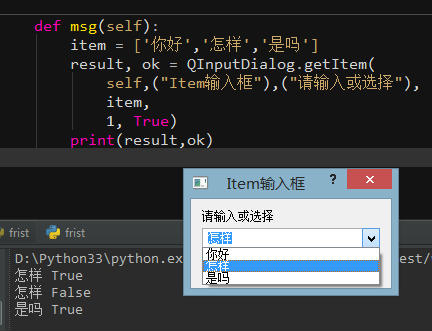 def msg(self):
item = ['你好','怎样','是吗']
result, ok = QInputDialog.getItem(
self,("Item输入框"),("请输入或选择"),
item,
1, True)
print(result,ok)
Item输入框
?
×
请输入或选择
怎样
你好
怎样
是吗
frist
frist
D:\Python33\python.ex
est/
怎样 True
怎样 False
是吗 True